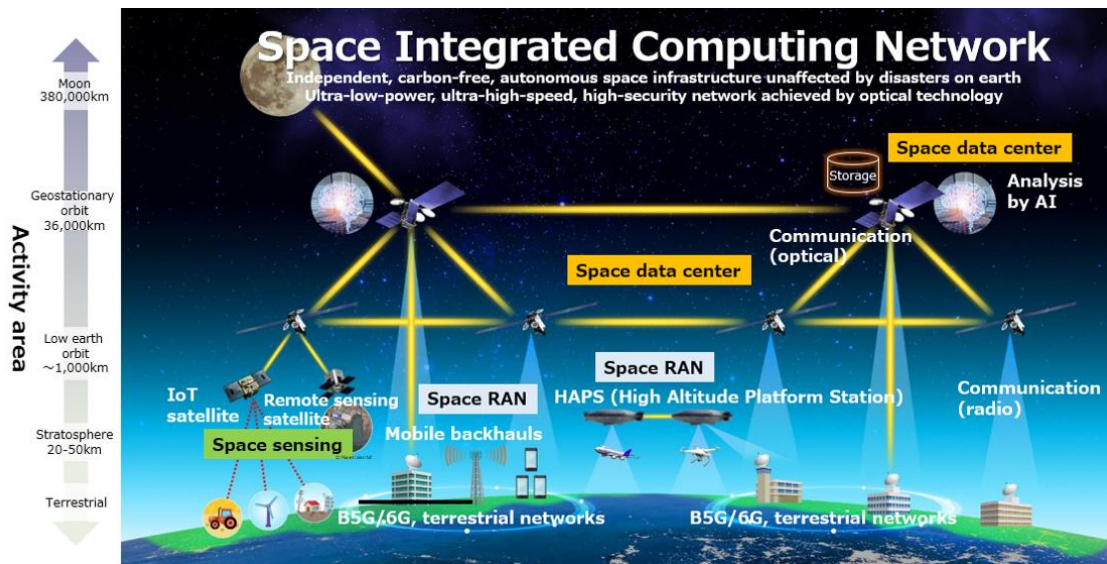 Space Integrated Computing Network
Independent, carbon-free, autonomous space infrastructure unaffected by disasters on earth
Ultra-low-power, ultra-high-speed, high-security network achieved by optical technology
Activity area
Moon
380,000km
Geostationary
orbit
36,000km
Low earth
orbit
～1,000km
Stratosphere
20-50km
Terrestrial
Space data center
Storage
Analysis
by AI
Communication
(optical)
Space data center
Space RAN
HAPS (High Altitude Platform Station)
Communication
(radio)
IoT
satellite
Remote sensing
satellite
Space sensing
Space RAN
Mobile backhauls
B5G/6G, terrestrial networks
B5G/6G, terrestrial networks